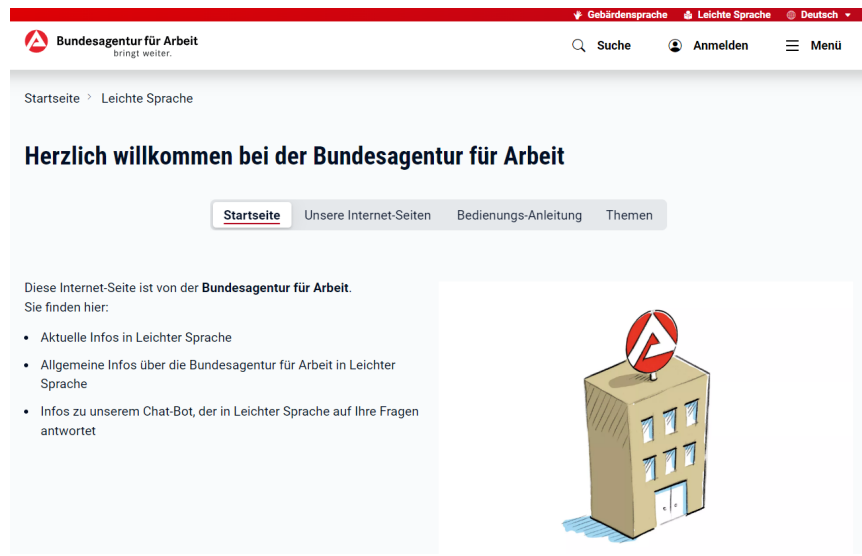 Gebärdensprache Leichte Sprache Deutsch
Bundesagentur für Arbeit
bringt weiter.
Suche Anmelden Menü
Startseite > Leichte Sprache
Herzlich willkommen bei der Bundesagentur für Arbeit
Startseite Unsere Internet-Seiten Bedienungs-Anleitung Themen
Diese Internet-Seite ist von der Bundesagentur für Arbeit.
Sie finden hier:
• Aktuelle Infos in Leichter Sprache
• Allgemeine Infos über die Bundesagentur für Arbeit in Leichter
Sprache
• Infos zu unserem Chat-Bot, der in Leichter Sprache auf Ihre Fragen
antwortet